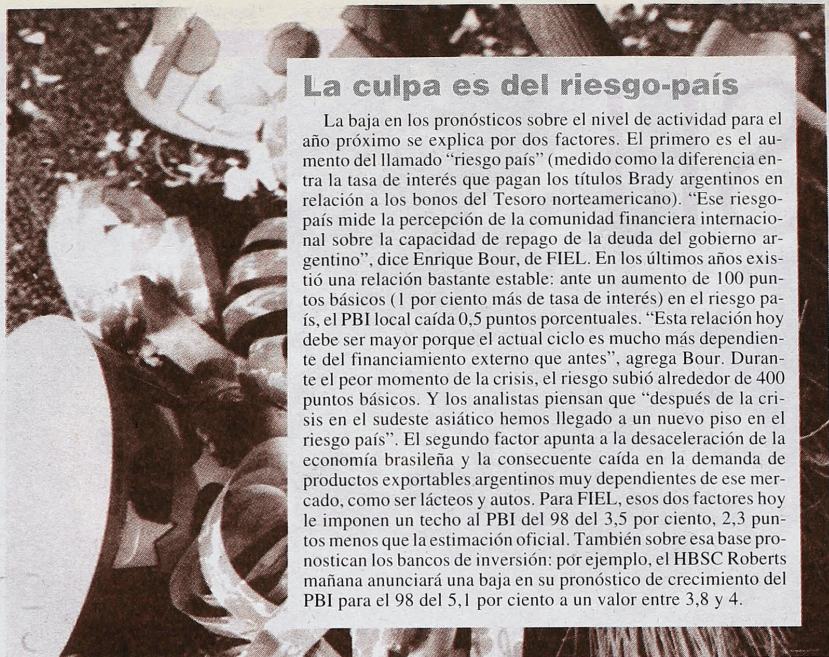 La culpa es del riesgo-país
La baja en los pronósticos sobre el nivel de actividad para el
año próximo se explica por dos factores. El primero es el au-
mento del llamado “riesgo país” (medido como la diferencia en-
tra la tasa de interés que pagan los títulos Brady argentinos en
relación a los bonos del Tesoro norteamericano). “Ese riesgo-
país mide la percepción de la comunidad financiera internacio-
nal sobre la capacidad de repago de la deuda del gobierno ar-
gentino”, dice Enrique Bour, de FIEL. En los últimos años exis-
tió una relación bastante estable: ante un aumento de 100 pun-
tos básicos (1 por ciento más de tasa de interés) en el riesgo pa-
ís, el PBI local caída 0,5 puntos porcentuales. “Esta relación hoy
debe ser mayor porque el actual ciclo es mucho más dependien-
te del financiamiento externo que antes”, agrega Bour. Duran-
te el peor momento de la crisis, el riesgo subió alrededor de 400
puntos básicos. Y los analistas piensan que “después de la cri-
sis en el sudeste asiático hemos llegado a un nuevo piso en el
riesgo país”. El segundo factor apunta a la desaceleración de la
economía brasileña y la consecuente caída en la demanda de
productos exportables argentinos muy dependientes de ese mer-
cado, como ser lácteos y autos. Para FIEL, esos dos factores hoy
le imponen un techo al PBI del 98 del 3,5 por ciento, 2,3 pun-
tos menos que la estimación oficial. También sobre esa base pro-
nostican los bancos de inversión: por ejemplo, el HBSC Roberts
mañana anunciará una baja en su pronóstico de crecimiento del
PBI para el 98 del 5,1 por ciento a un valor entre 3,8 y 4.